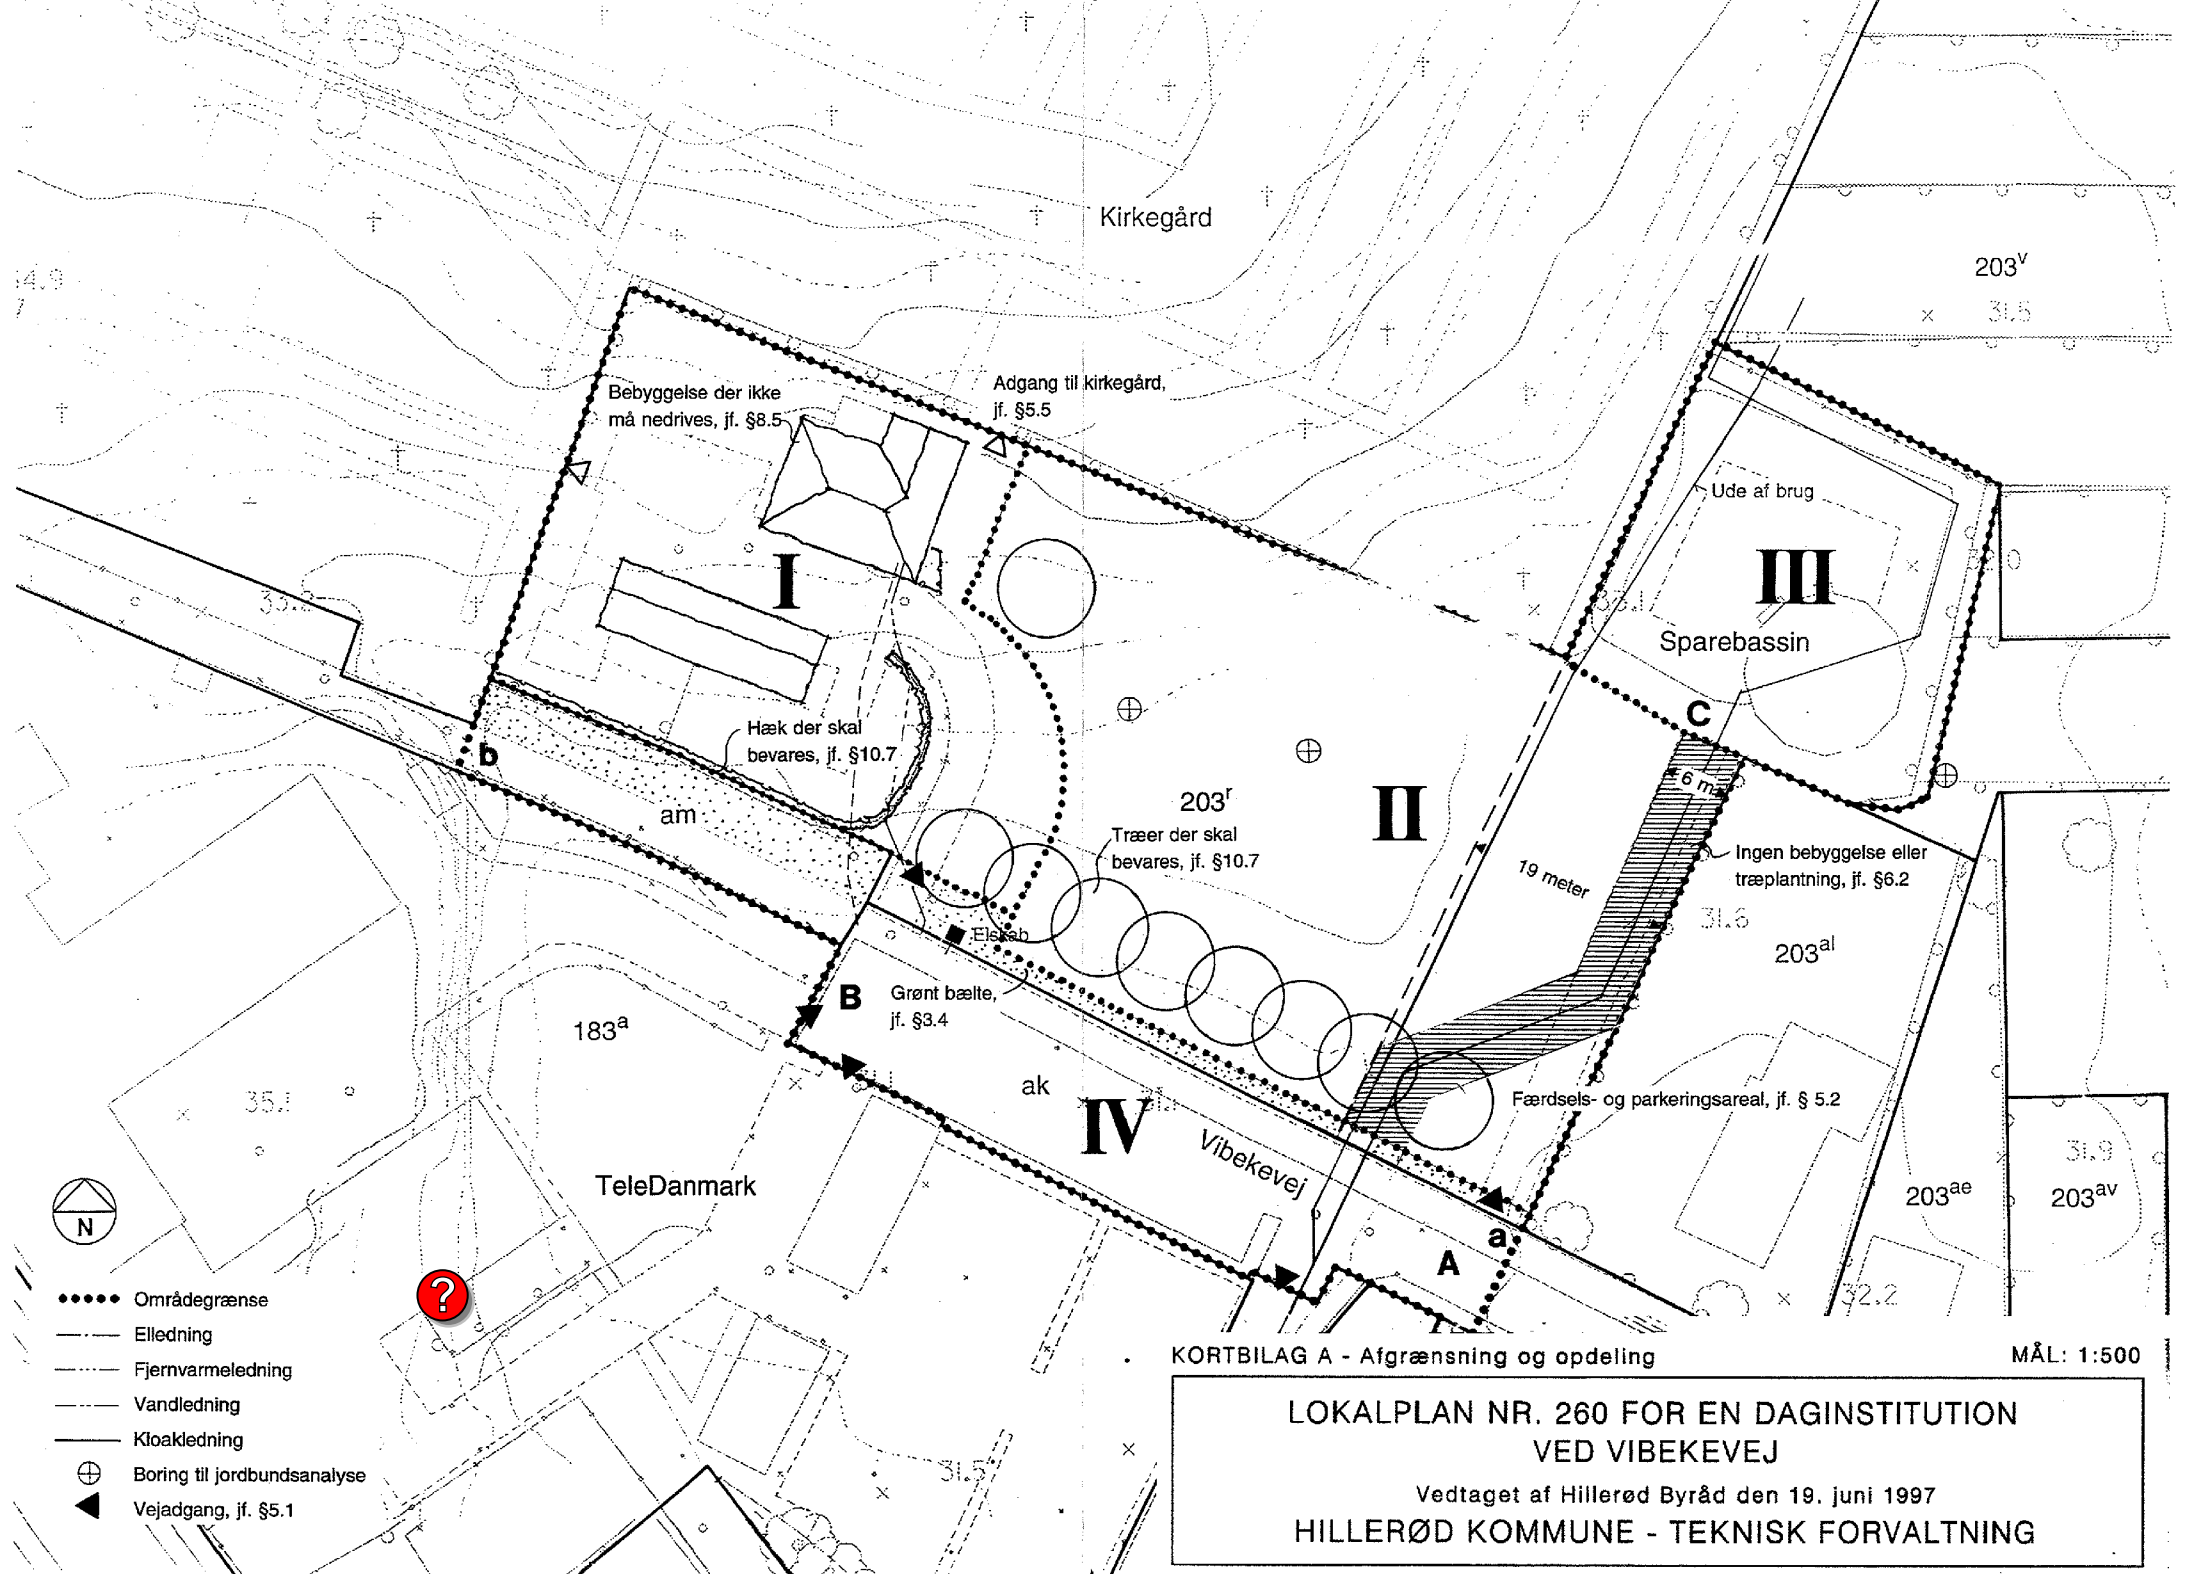 Kirkegård
203v
31.5
Bebyggelse der ikke
må nedrives, jf. §8.5
Adgang til kirkegård,
jf. §5.5
Ude af brug
I
III
Sparebassin
33.2
C
Hæk der skal
bevares, jf. §10.7
b
am
203r
II
6 m
Træer der skal
bevares, jf. §10.7
19 meter
Ingen bebyggelse eller
træplantning, jf. §6.2
31.6
203al
Elskab
B
Grønt bælte,
jf. §3.4
183a
ak
IV
35.1
Færdsels- og parkeringsareal, jf. § 5.2
Vibekevej
31.9
203ae
203av
TeleDanmark
N
a
A
32.2
?
Områdegrænse
Elledning
Fjernvarmeledning
Vandledning
Kloakledning
Boring til jordbundsanalyse
Vejadgang, jf. §5.1
31.5
KORTBILAG A - Afgrænsning og opdeling
MÅL: 1:500
LOKALPLAN NR. 260 FOR EN DAGINSTITUTION
VED VIBEKEVEJ
Vedtaget af Hillerød Byråd den 19. juni 1997
HILLERØD KOMMUNE - TEKNISK FORVALTNING